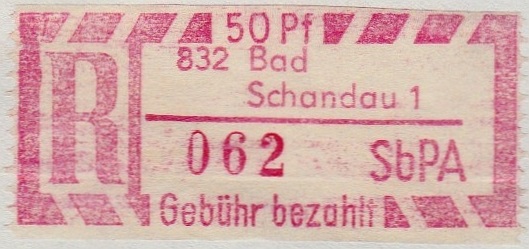 50 Pf
832 Bad
Schandau 1
R
062 SbPA
Gebühr bezahlt